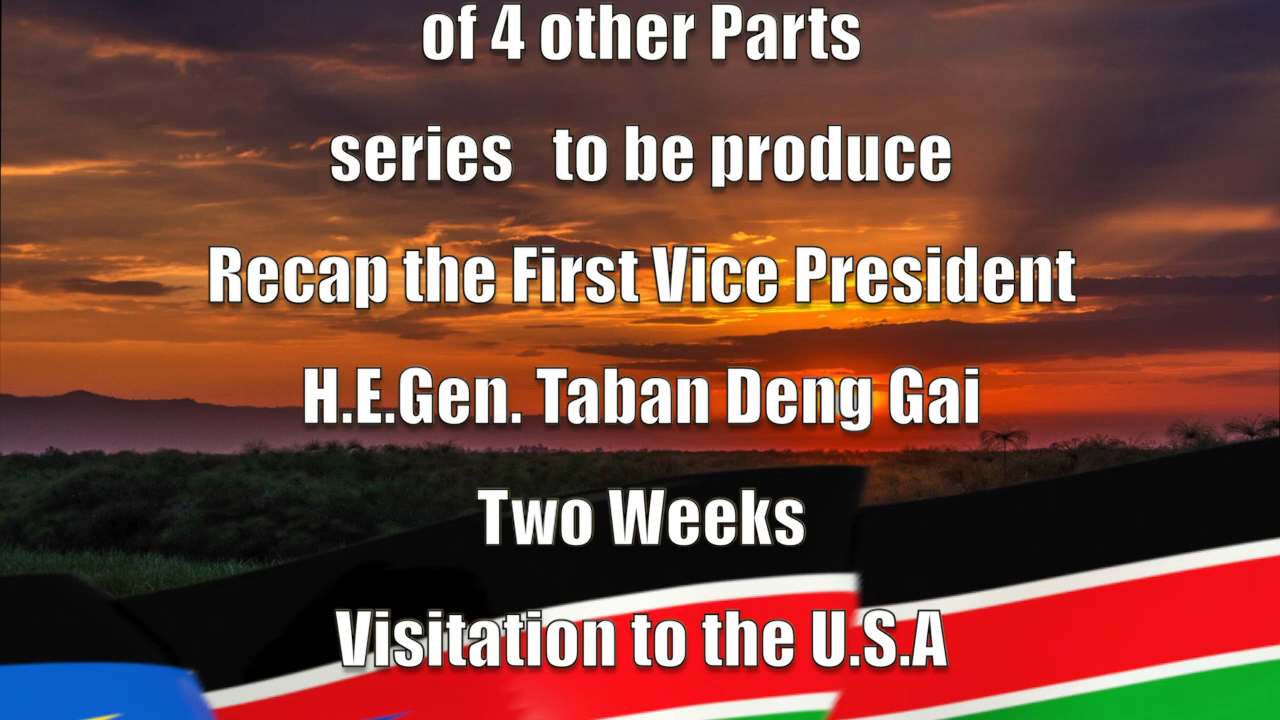 of 4 other Parts
series to be produce
Recap the First Vice President
H.E.Gen. Taban Deng Gai
Two Weeks
Visitation to the U.S.A